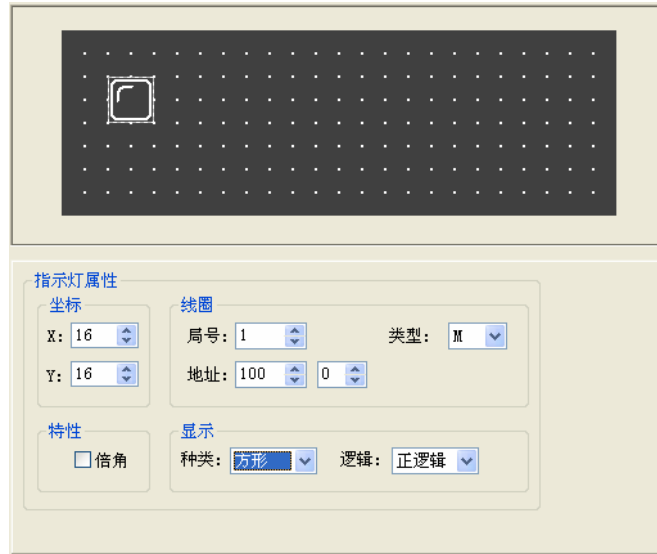 指示灯属性
坐标
X: 16
Y: 16
线圈
局号: 1
类型: M
地址: 100 0
特性
倍角
显示
种类: 方形
逻辑: 正逻辑